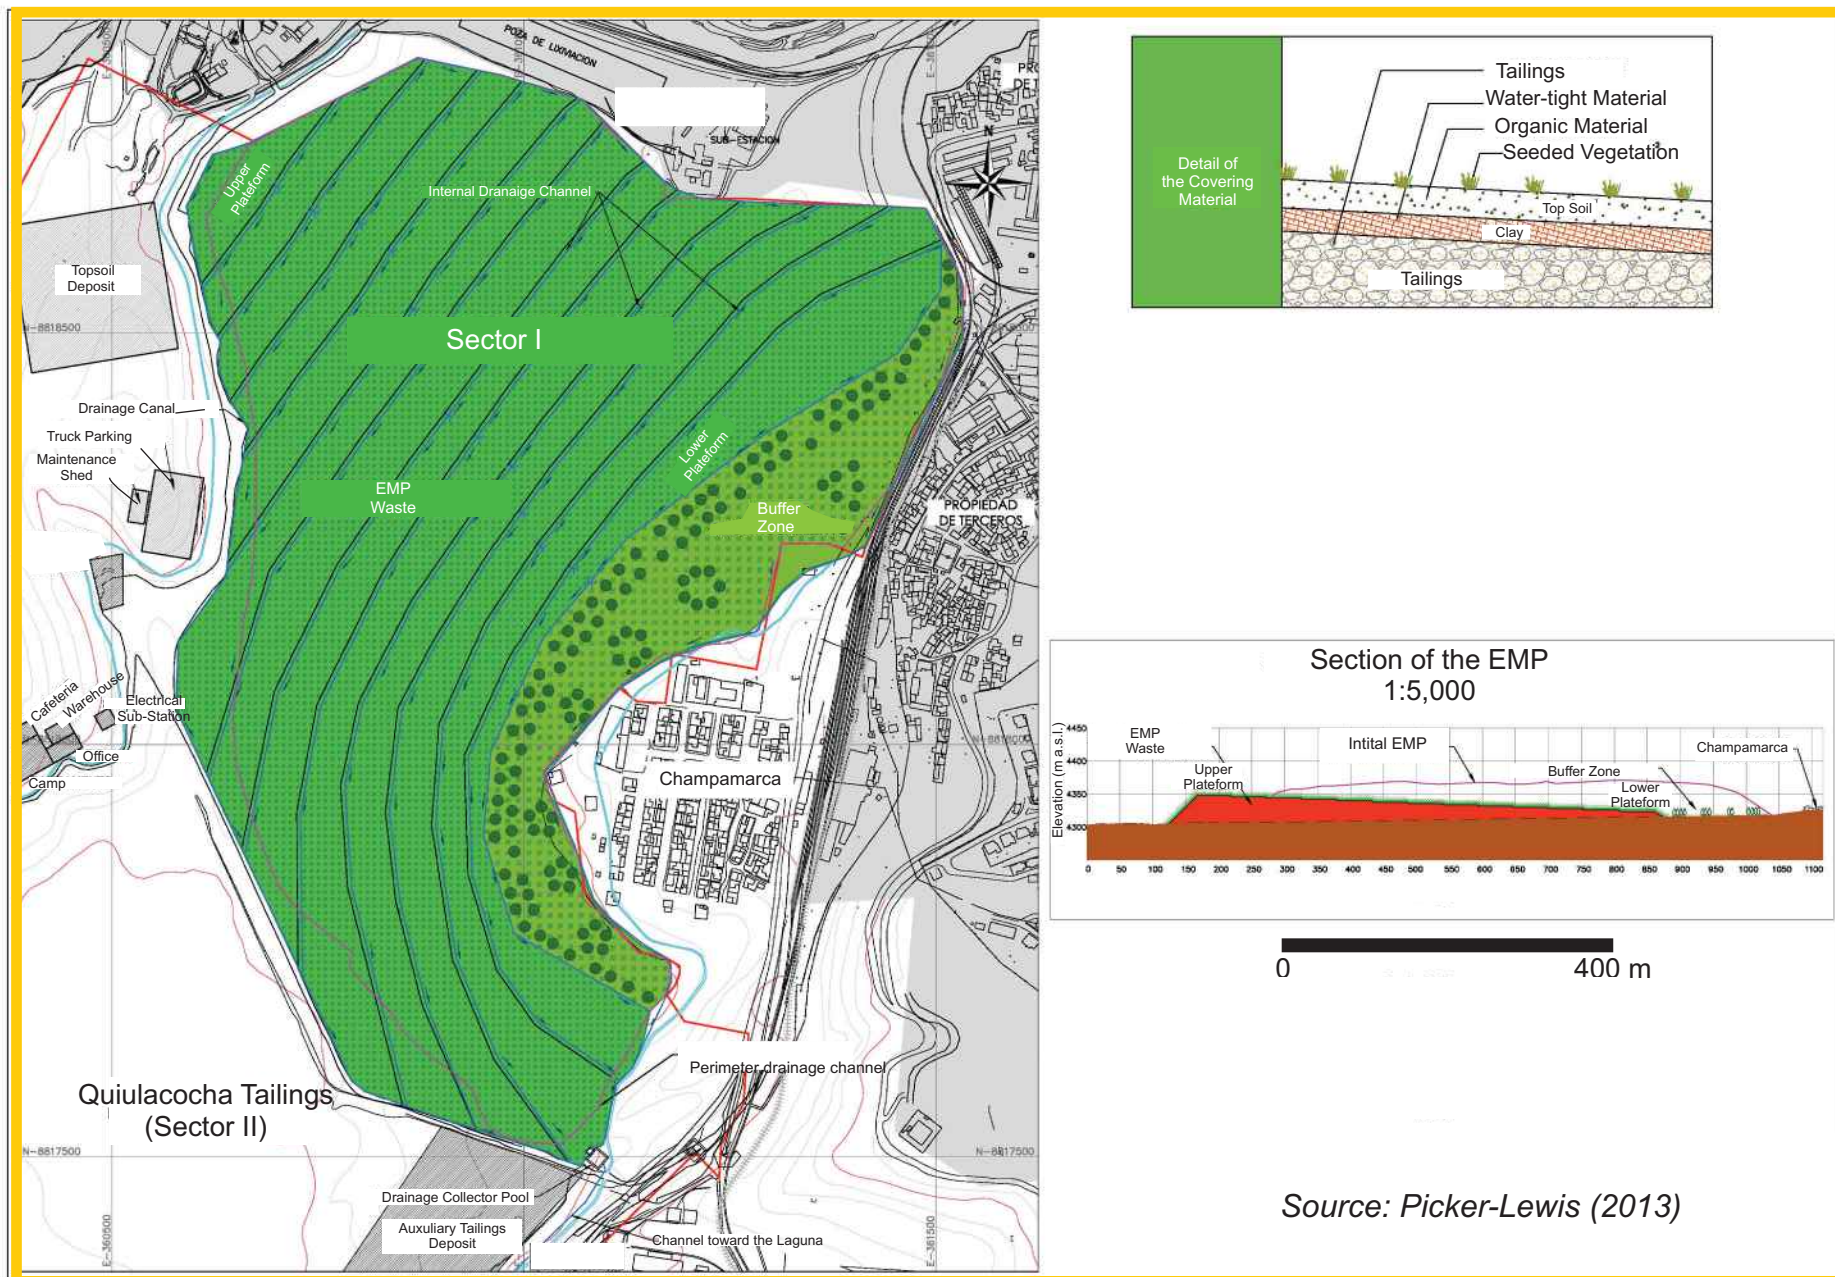 POZA DE LIXIVIACION
E-360500
E-361500
PRO
DE T
SUB-ESTACION
N
Upper
Plateform
Internal Dranaige Channel
Topsoil
Deposit
N-8818500
Sector I
Drainage Canal
Truck Parking
Maintenance
Shed
Lower
Plateform
EMP
Waste
Buffer
Zone
PROPIEDAD
DE TERCEROS
Cafeteria
Warehouse
Electrical
Sub-Station
Office
Camp
N-8818000
Champamarca
Perimeter drainage channel
Quiulacocha Tailings
(Sector II)
N-8817500
N-8817500
Drainage Collector Pool
Auxuliary Tailings
Deposit
Channel toward the Laguna
E-360500
E-361500
Detail of
the Covering
Material
Tailings
Water-tight Material
Organic Material
Seeded Vegetation
Top Soil
Clay
Tailings
Section of the EMP
1:5,000
Elevation (m a.s.l.)
4450
4400
4350
4300
EMP
Waste
Intital EMP
Champamarca
Upper
Plateform
Buffer Zone
Lower
Plateform
0 50 100 150 200 250 300 350 400 450 500 550 600 650 700 750 800 850 900 950 1000 1050 1100
0 400 m
Source: Picker-Lewis (2013)